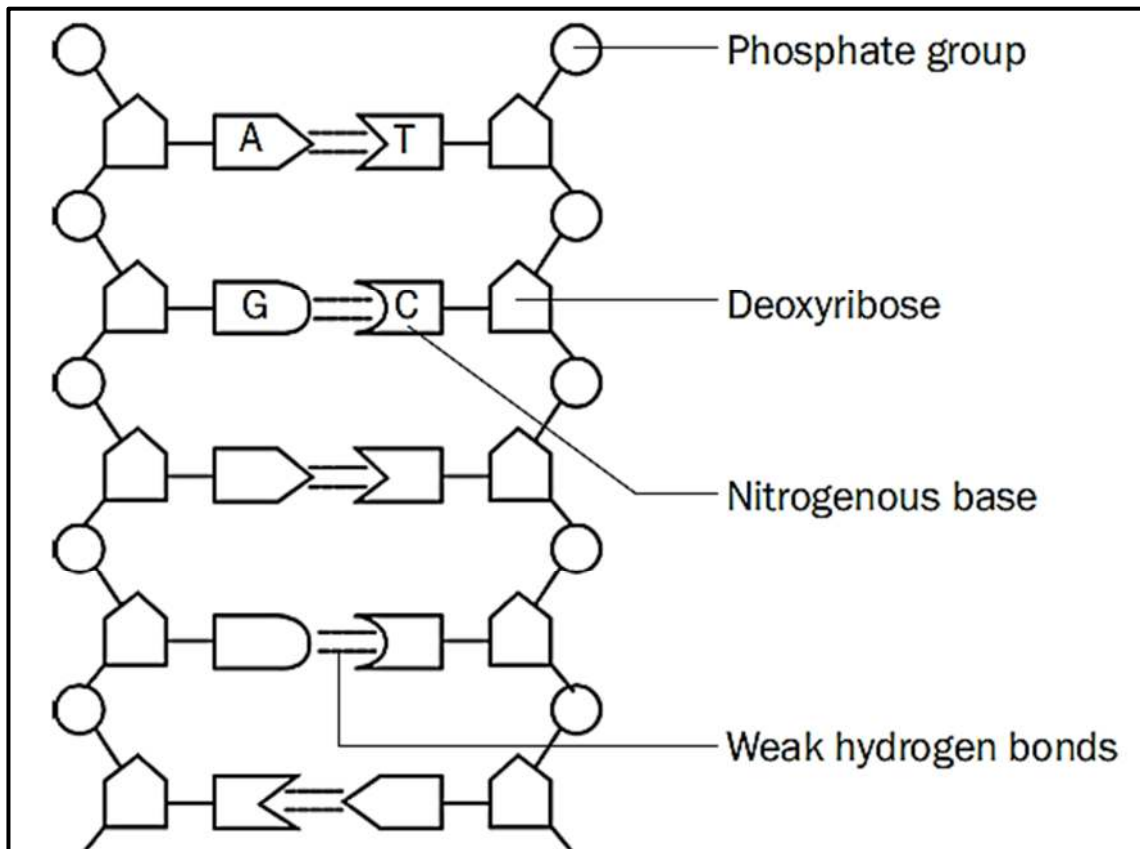 Phosphate group
A
T
G
C
Deoxyribose
Nitrogenous base
Weak hydrogen bonds